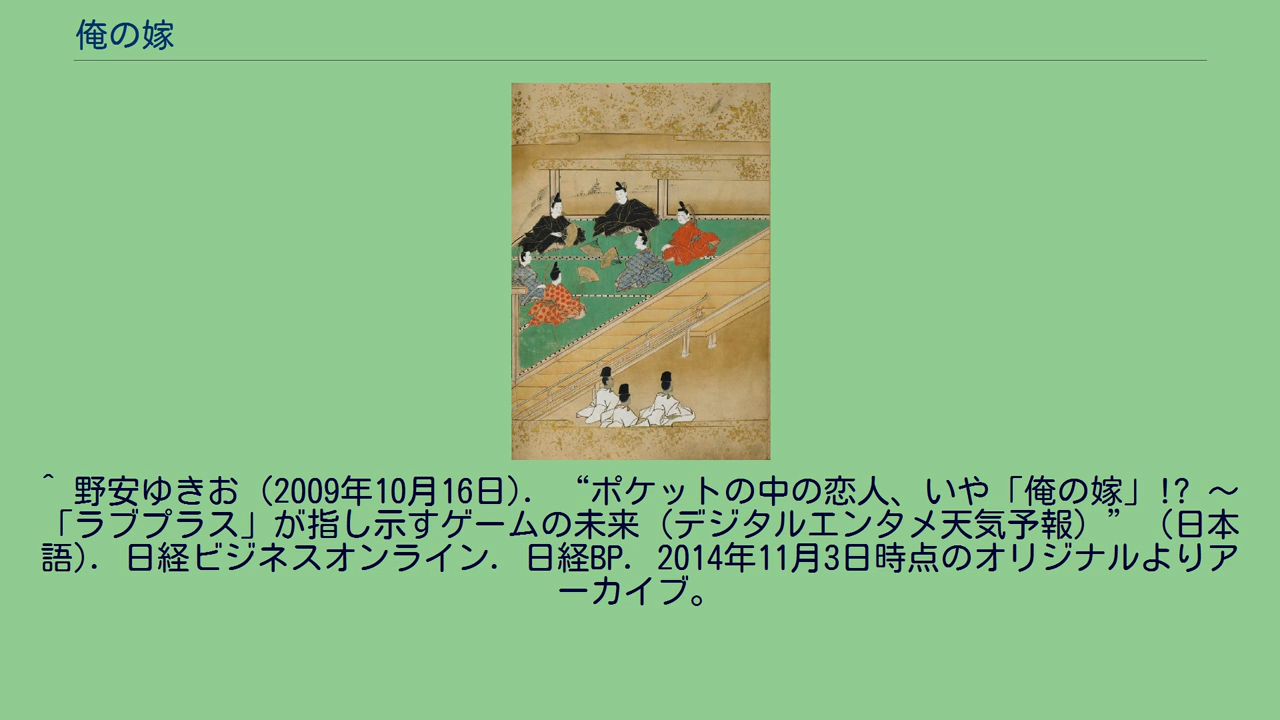 俺の嫁
^ 野安ゆきお (2009年10月16日). “ポケットの中の恋人、いや「俺の嫁」!? ～
「ラブプラス」が指し示すゲームの未来（デジタルエンタメ天気予報）” （日本
語). 日経ビジネスオンライン. 日経BP. 2014年11月3日時点のオリジナルよりア
ーカイブ。